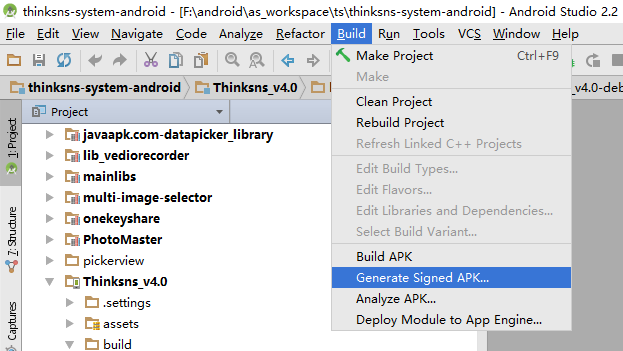 thinksns-system-android - [F:\android\as_workspace\ts\thinksns-system-android] - Android Studio 2.2
File Edit View Navigate Code Analyze Refactor Build Run Tools VCS Window Help
thinksns-system-android Thinksns_v4.0 _v4.0-deb
Project
1: Project
7: Structure
Captures
javaapk.com-datapicker_library
lib_vediorecorder
mainlibs
multi-image-selector
onekeyshare
PhotoMaster
pickerview
Thinksns_v4.0
.settings
assets
build
Make Project Ctrl+F9
Make
Clean Project
Rebuild Project
Refresh Linked C++ Projects
Edit Build Types...
Edit Flavors...
Edit Libraries and Dependencies...
Select Build Variant...
Build APK
Generate Signed APK...
Analyze APK...
Deploy Module to App Engine...